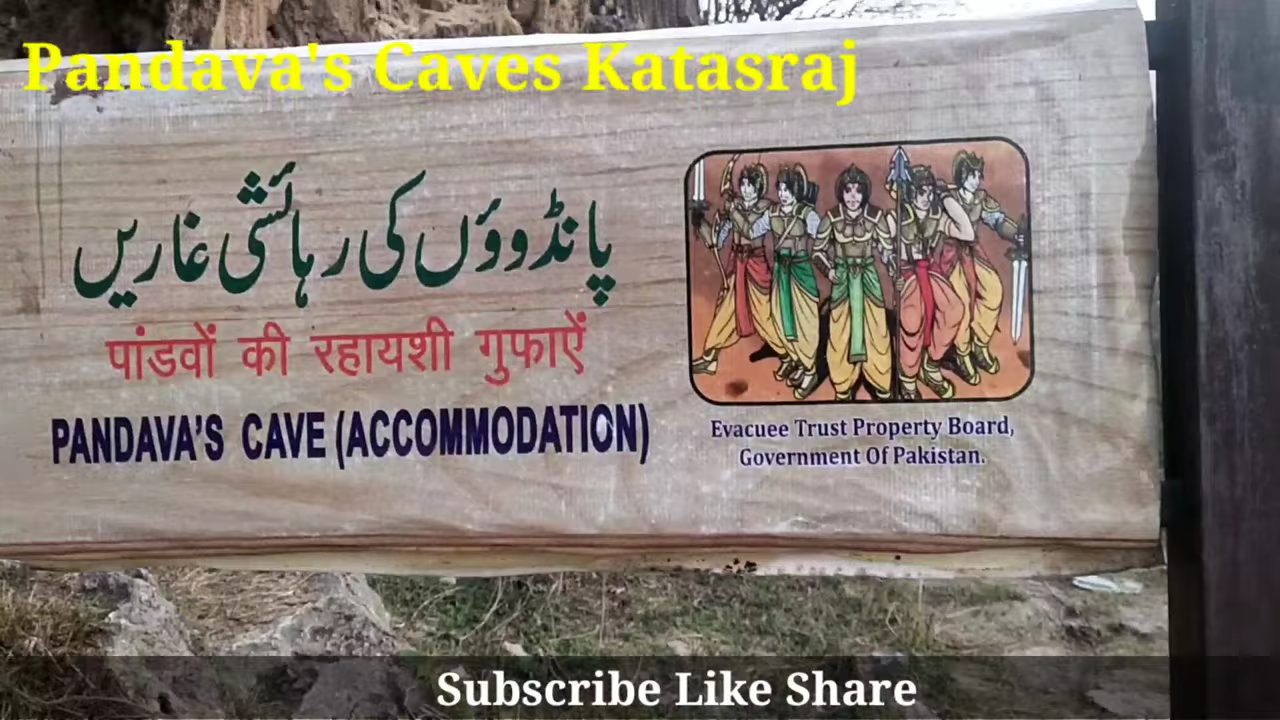 Pandava's Caves Katasraj
پانڈووؤں کی رہائشی غاریں
पांडवों की रहायशी गुफाऐं
PANDAVA'S CAVE (ACCOMMODATION)
Evacuee Trust Property Board,
Government Of Pakistan.
Subscribe Like Share